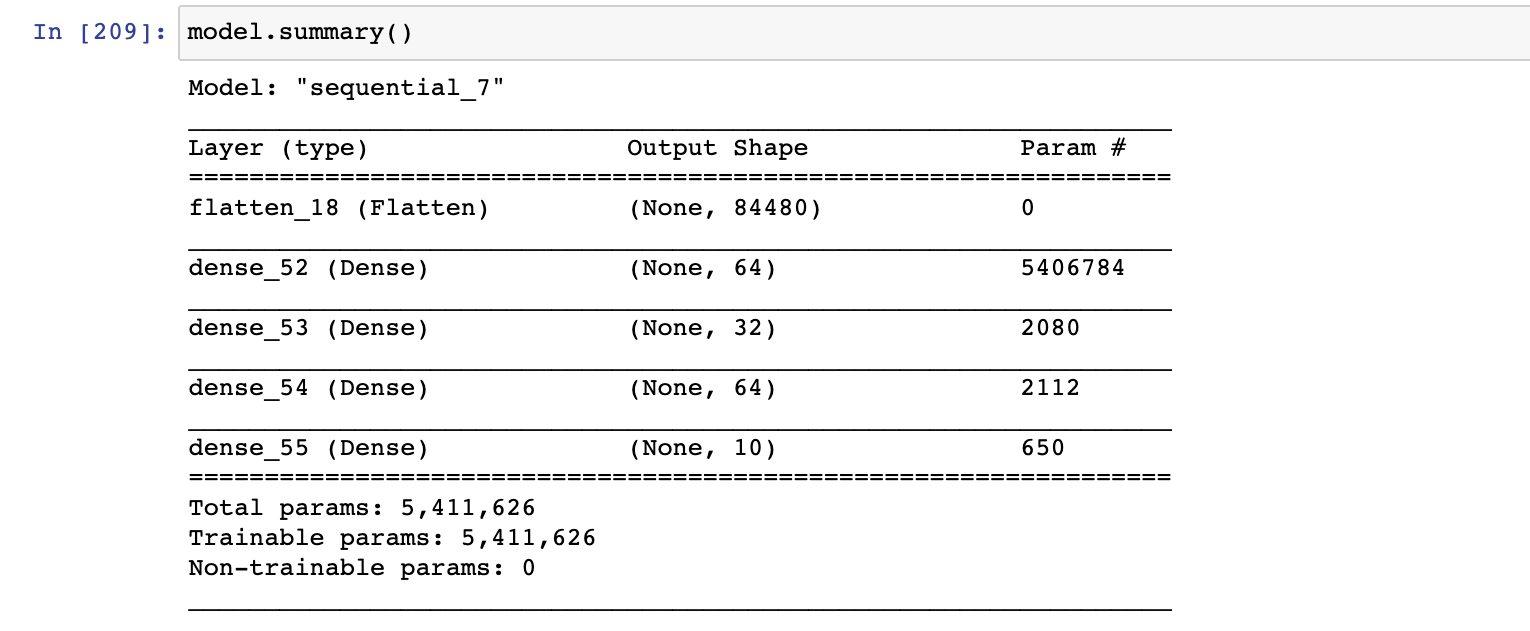 In [209]: model.summary()
Model: "sequential_7"
Layer (type) Output Shape Param #
=================================================================
flatten_18 (Flatten) (None, 84480) 0
dense_52 (Dense) (None, 64) 5406784
dense_53 (Dense) (None, 32) 2080
dense_54 (Dense) (None, 64) 2112
dense_55 (Dense) (None, 10) 650
=================================================================
Total params: 5,411,626
Trainable params: 5,411,626
Non-trainable params: 0